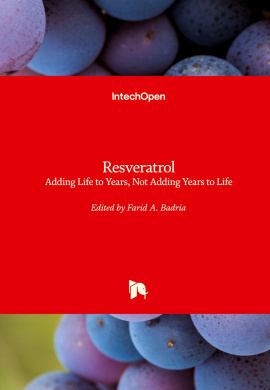 IntechOpen
Resveratrol
Adding Life to Years, Not Adding Years to Life
Edited by Farid A. Badria